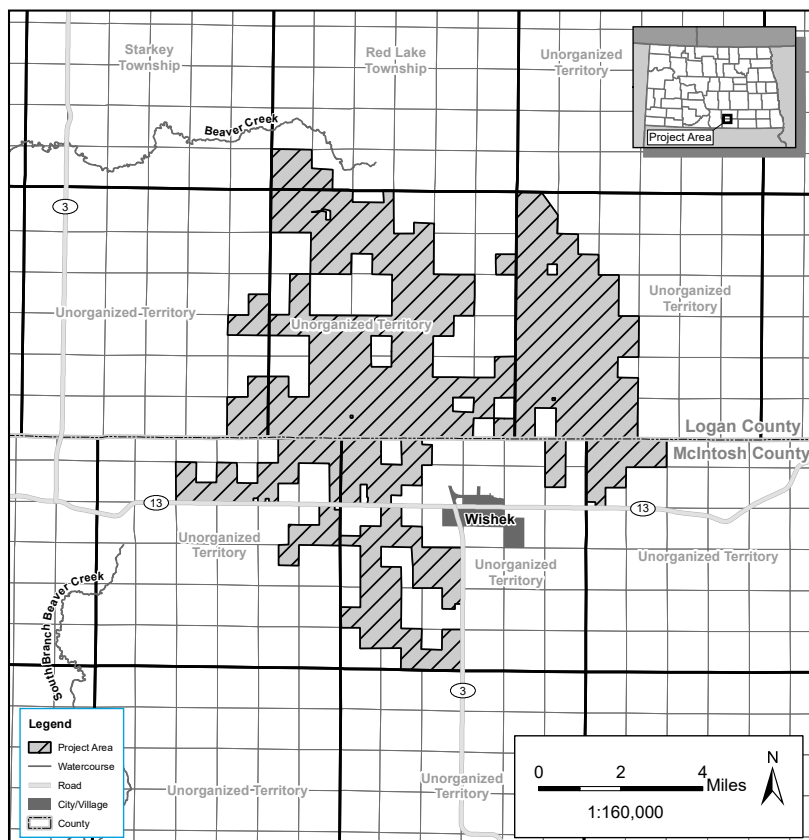 Starkey
Township
Red Lake
Township
Unorganized
Territory
Project Area
Beaver Creek
3
Unorganized Territory
Unorganized Territory
Unorganized
Territory
Logan County
McIntosh County
13
Wishek
13
Unorganized
Territory
Unorganized
Territory
Unorganized Territory
South Branch Beaver Creek
3
Legend
Project Area
Watercourse
Road
City/Village
County
Unorganized Territory
Unorganized
Territory
0 2 4
Miles
1:160,000
N